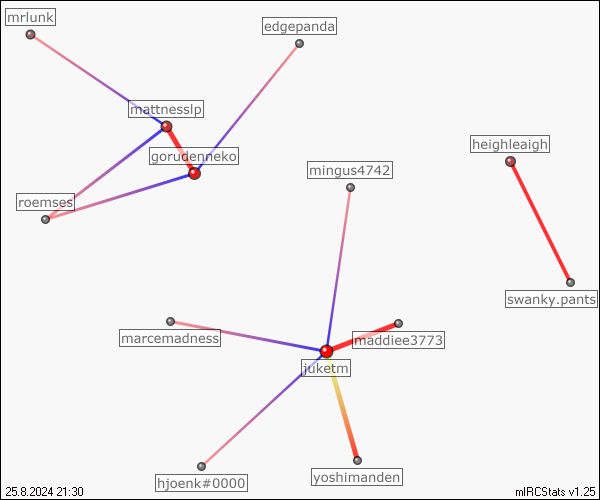 mrlunk
edgepanda
mattnesslp
gorudenneko
heighleaigh
mingus4742
roemses
swanky.pants
marcemadness
maddiee3773
juketm
yoshimanden
hjoenk#0000
25.8.2024 21:30
mIRCStats v1.25